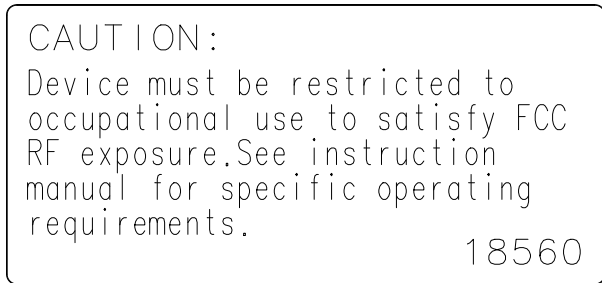 CAUTION:
Device must be restricted to
occupational use to satisfy FCC
RF exposure.See instruction
manual for specific operating
requirements.
18560